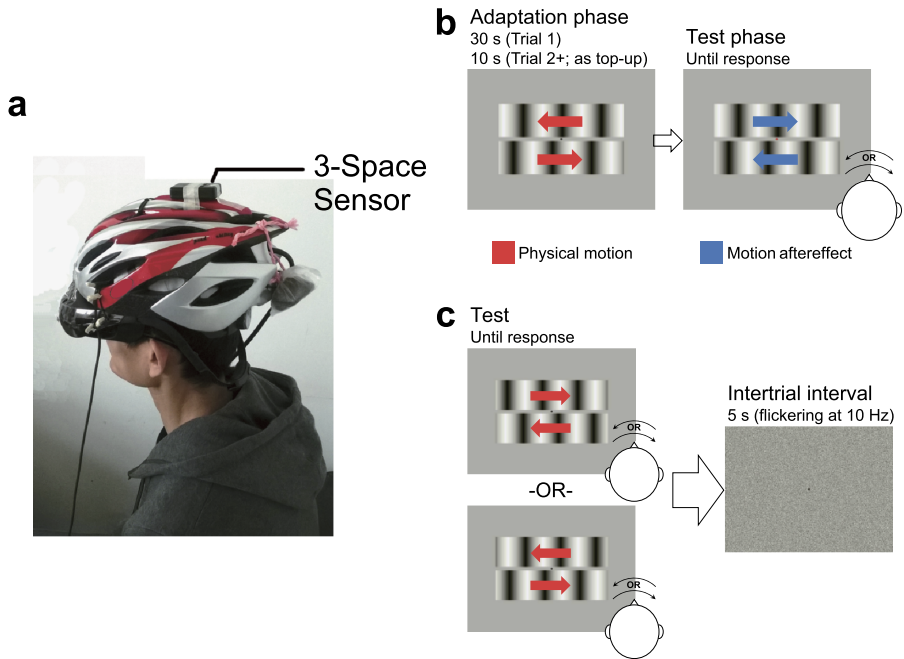 a
3-Space
Sensor
b
Adaptation phase
30 s (Trial 1)
10 s (Trial 2+; as top-up)
Test phase
Until response
OR
Physical motion
Motion aftereffect
c
Test
Until response
OR
-OR-
OR
Intertrial interval
5 s (flickering at 10 Hz)